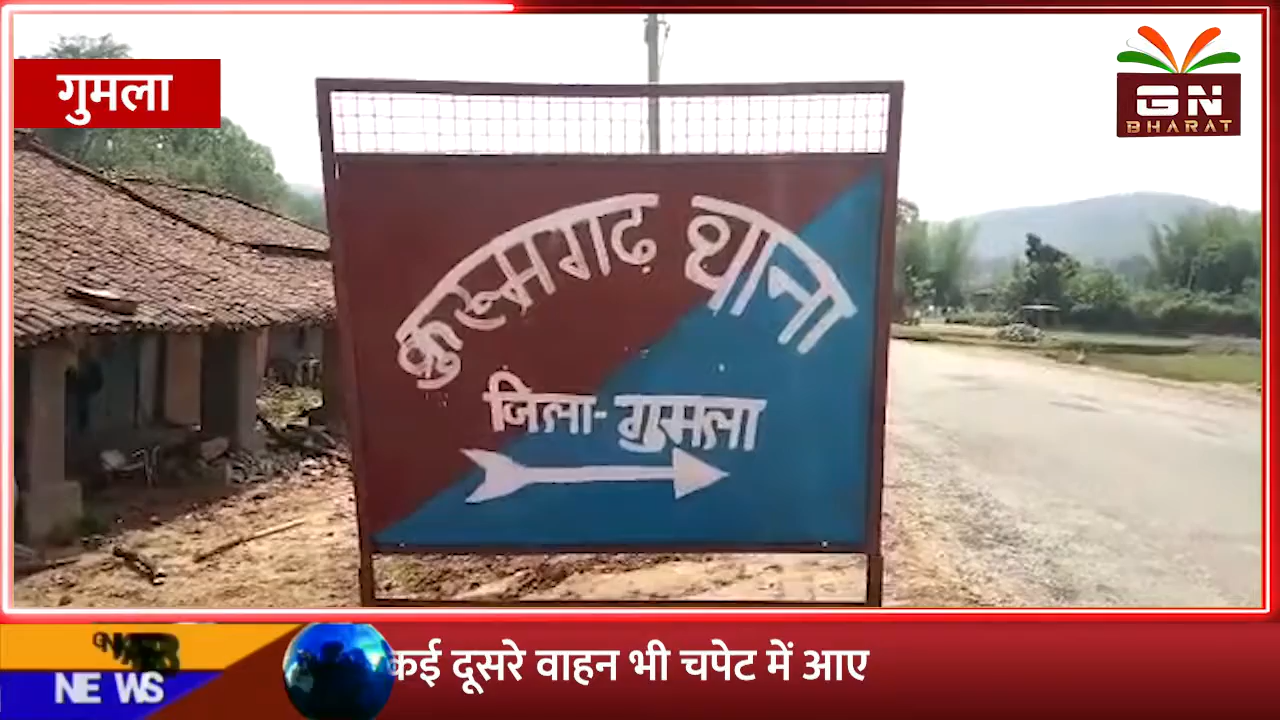 गुमला
GN
BHARAT
कुरूमगढ़ थाना
जिला-गुमला
NEWS
कई दूसरे वाहन भी चपेट में आए